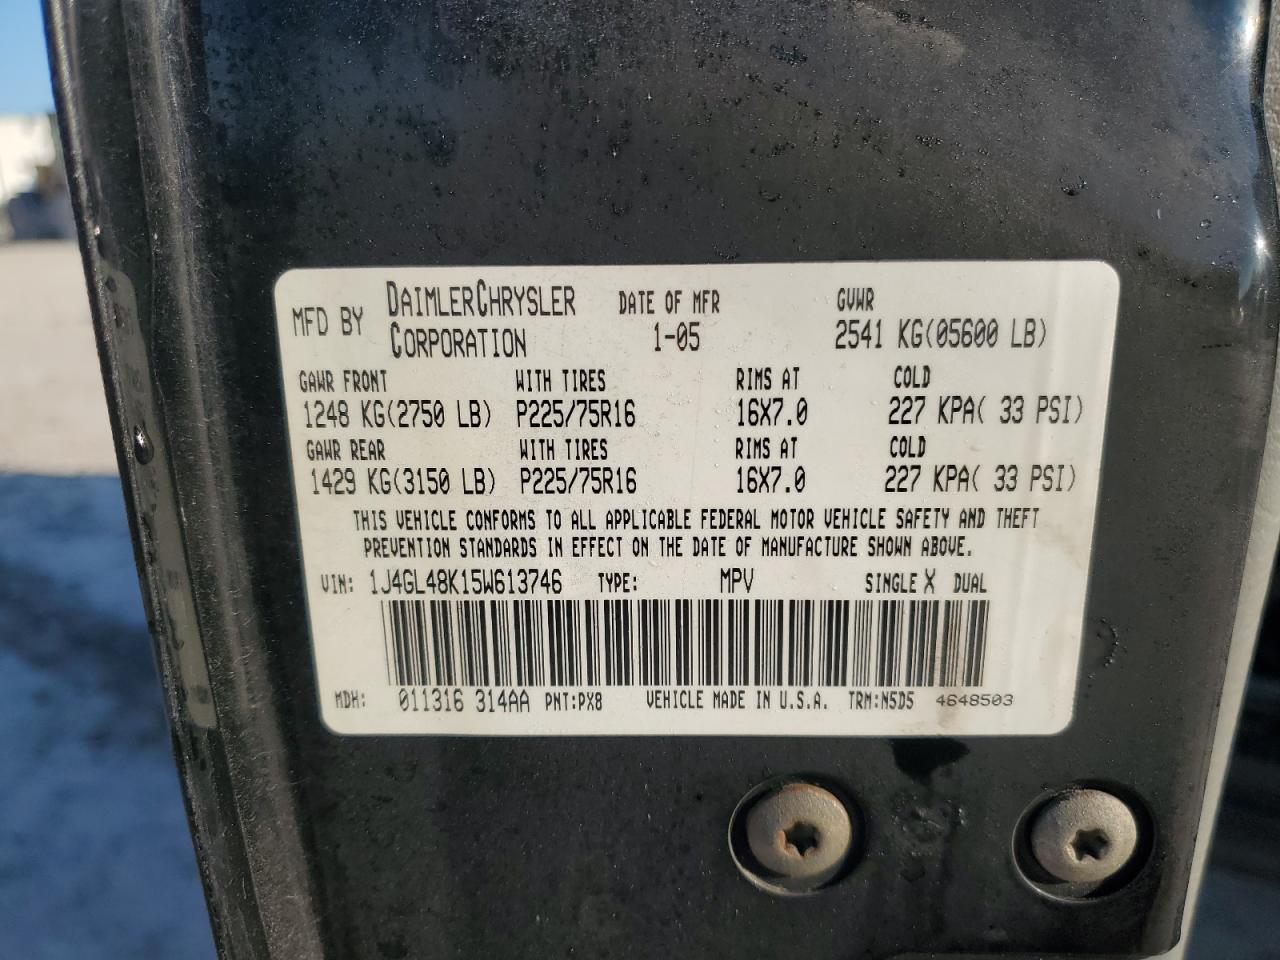 MFD BY DAIMLERCHRYSLER CORPORATION DATE OF MFR 1-05 GVWR 2541 KG(05600 LB)
GAWR FRONT WITH TIRES RIMS AT COLD
1248 KG(2750 LB) P225/75R16 16X7.0 227 KPA( 33 PSI)
GAWR REAR WITH TIRES RIMS AT COLD
1429 KG(3150 LB) P225/75R16 16X7.0 227 KPA( 33 PSI)
THIS VEHICLE CONFORMS TO ALL APPLICABLE FEDERAL MOTOR VEHICLE SAFETY AND THEFT
PREVENTION STANDARDS IN EFFECT ON THE DATE OF MANUFACTURE SHOWN ABOVE.
VIN: 1J4GL48K15W613746 TYPE: MPV SINGLE X DUAL
MDH: 011316 314AA PNT:PX8 VEHICLE MADE IN U.S.A. TRM:N5D5 4648503